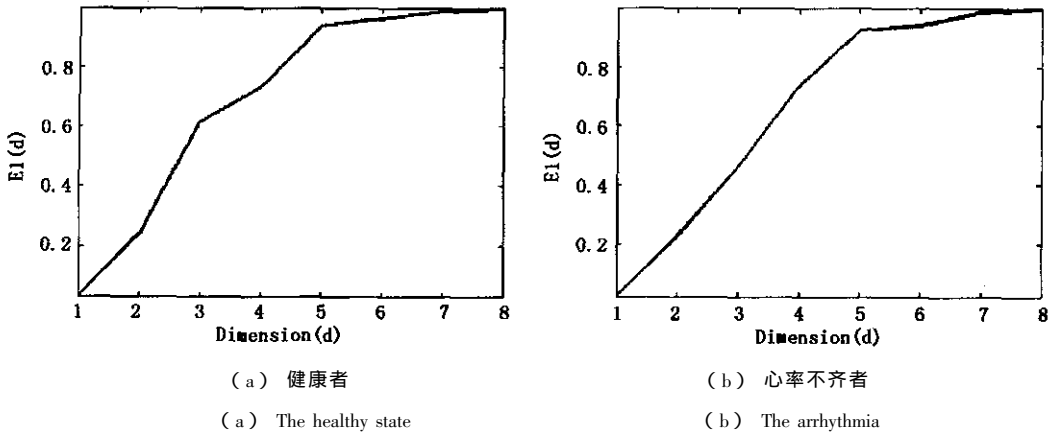 0.8
0.6
0.4
0.2
E1(d)
1 2 3 4 5 6 7 8
Dimension(d)
(a) 健康者
(a) The healthy state
0.8
0.6
0.4
0.2
E1(d)
1 2 3 4 5 6 7 8
Dimension(d)
(b) 心率不齐者
(b) The arrhythmia